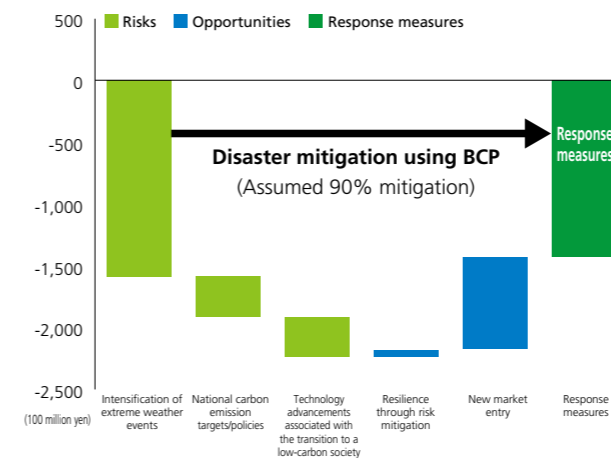 500
Risks
Opportunities
Response measures
0
-500
-1,000
-1,500
-2,000
-2,500
(100 million yen)
Disaster mitigation using BCP
(Assumed 90% mitigation)
Response
measures
Intensification of
extreme weather
events
National carbon
emission
targets/policies
Technology
advancements
associated with
the transition to a
low-carbon society
Resilience
through risk
mitigation
New market
entry
Response
measures